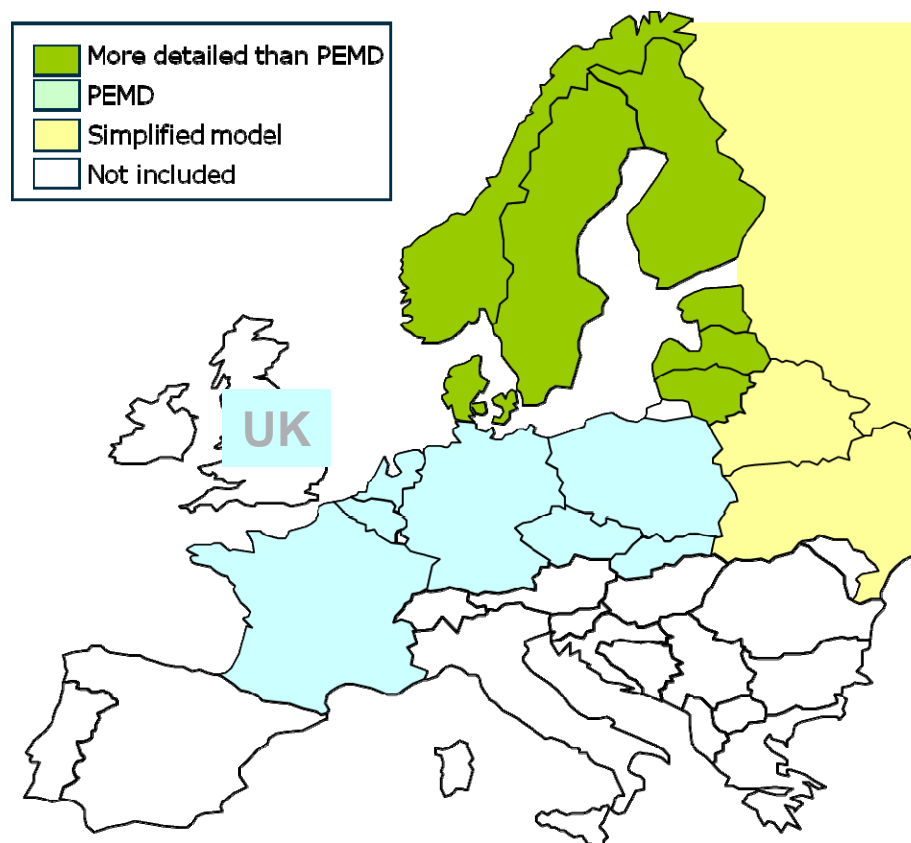 More detailed than PEMD
PEMD
Simplified model
Not included
UK